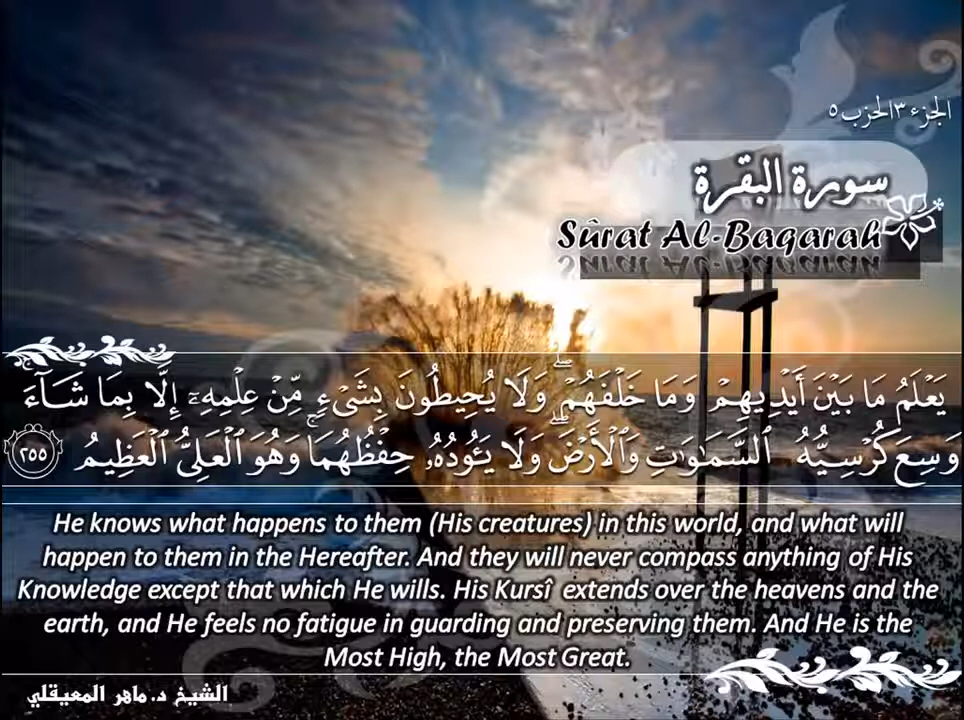 الجزء ٣ الحزب ٥
سورة البقرة
Sûrat Al-Baqarah
يَعْلَمُ مَا بَيْنَ أَيْدِيهِمْ وَمَا خَلْفَهُمْ ۖ وَلَا يُحِيطُونَ بِشَىْءٍ مِّنْ عِلْمِهِۦٓ إِلَّا بِمَا شَآءَ ۚ
وَسِعَ كُرْسِيُّهُ ٱلسَّمَـٰوَٰتِ وَٱلْأَرْضَ ۖ وَلَا يَـُٔودُهُۥ حِفْظُهُمَا ۚ وَهُوَ ٱلْعَلِىُّ ٱلْعَظِيمُ ٢٥٥
He knows what happens to them (His creatures) in this world, and what will
happen to them in the Hereafter. And they will never compass anything of His
Knowledge except that which He wills. His Kursî extends over the heavens and the
earth, and He feels no fatigue in guarding and preserving them. And He is the
Most High, the Most Great.
الشيخ د. ماهر المعيقلي